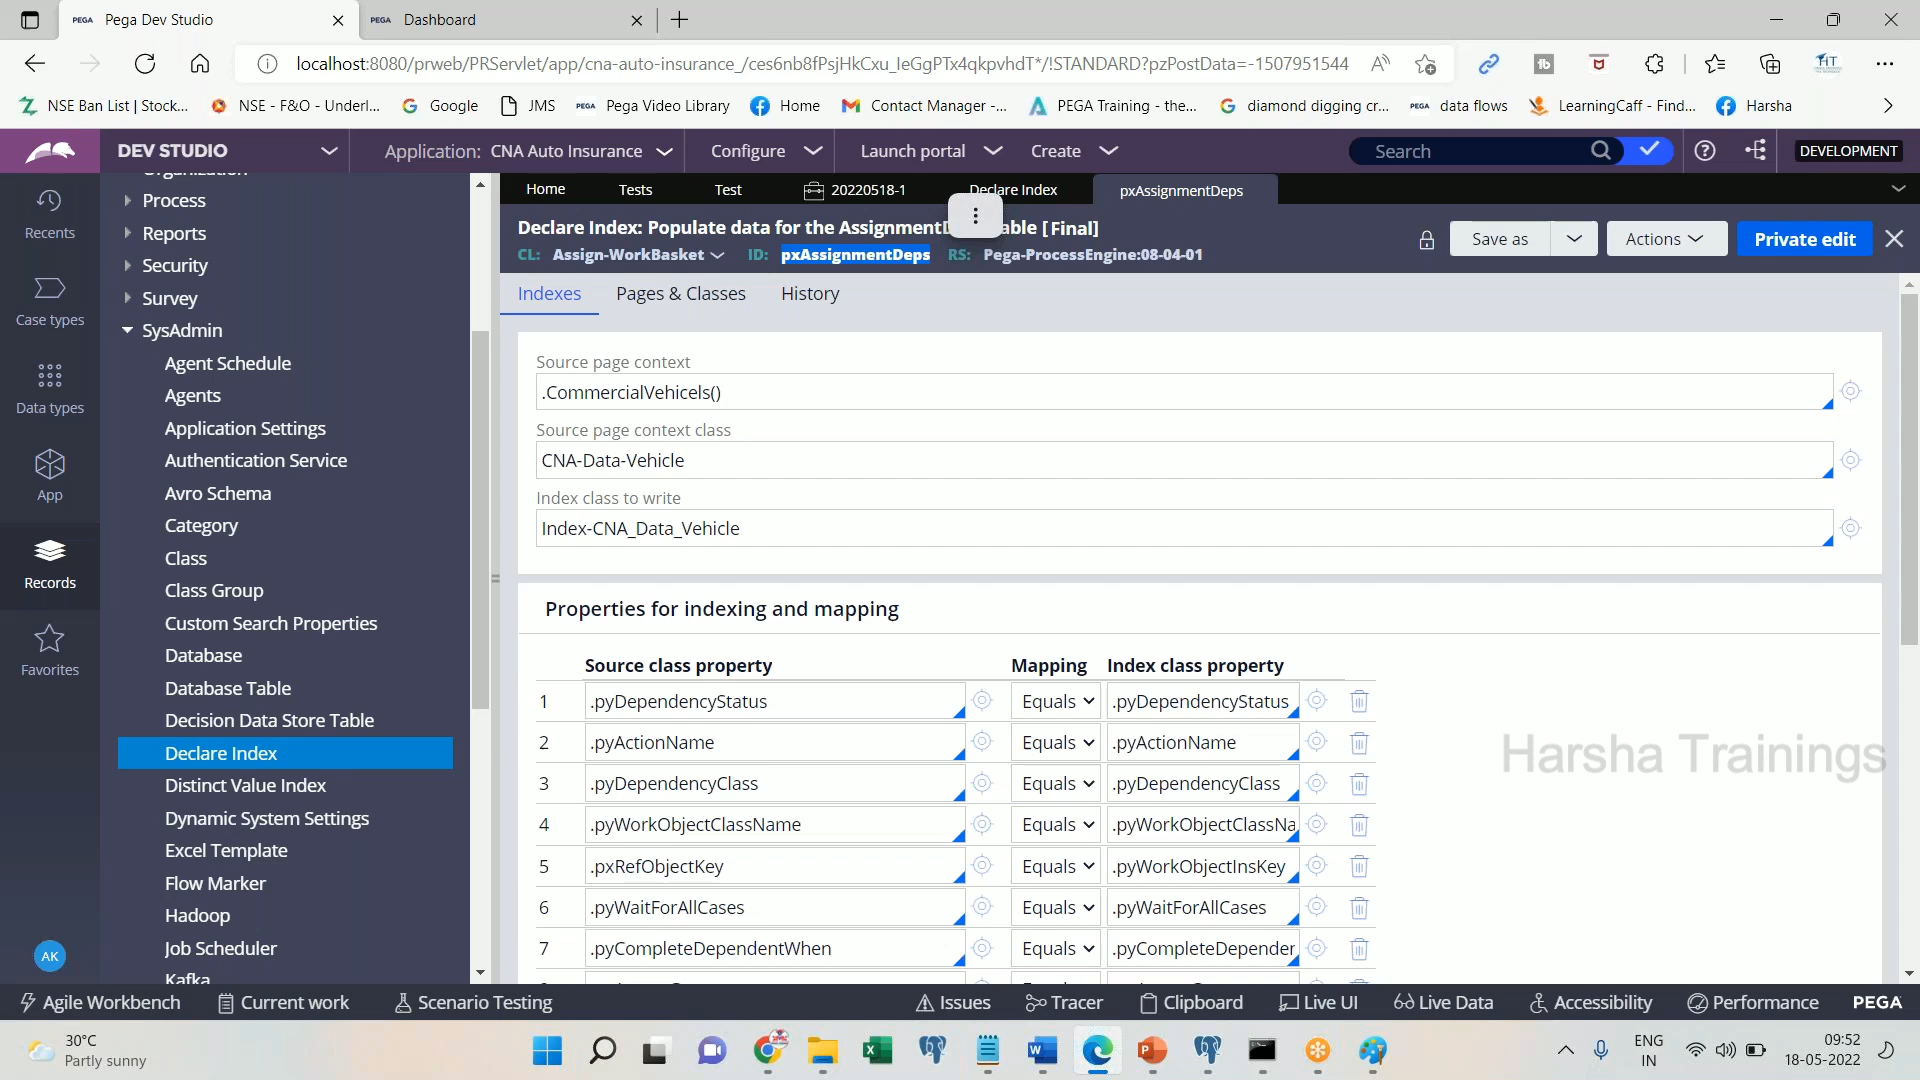 PEGA Pega Dev Studio
PEGA Dashboard
localhost:8080/prweb/PRServlet/app/cna-auto-insurance_/ces6nb8fPsjHkCxu_IeGgPTx4qkpvhdT*/!STANDARD?pzPostData=-1507951544
NSE Ban List | Stock...
NSE - F&O - Underl...
Google
JMS
PEGA Pega Video Library
Home
Contact Manager -...
PEGA Training - the...
diamond digging cr...
PEGA data flows
LearningCaff - Find...
Harsha
DEV STUDIO
Application: CNA Auto Insurance
Configure
Launch portal
Create
Search
DEVELOPMENT
Recents
Case types
Data types
App
Records
Favorites
AK
Process
Reports
Security
Survey
SysAdmin
Agent Schedule
Agents
Application Settings
Authentication Service
Avro Schema
Category
Class
Class Group
Custom Search Properties
Database
Database Table
Decision Data Store Table
Declare Index
Distinct Value Index
Dynamic System Settings
Excel Template
Flow Marker
Hadoop
Job Scheduler
Kafka
Home
Tests
Test
20220518-1
Declare Index
pxAssignmentDeps
Declare Index: Populate data for the Assignment
able [Final]
CL: Assign-WorkBasket
ID: pxAssignmentDeps
RS: Pega-ProcessEngine:08-04-01
Save as
Actions
Private edit
Indexes
Pages & Classes
History
Source page context
.CommercialVehicels()
Source page context class
CNA-Data-Vehicle
Index class to write
Index-CNA_Data_Vehicle
Properties for indexing and mapping
Source class property Mapping Index class property
1 .pyDependencyStatus Equals .pyDependencyStatus
2 .pyActionName Equals .pyActionName
3 .pyDependencyClass Equals .pyDependencyClass
4 .pyWorkObjectClassName Equals .pyWorkObjectClassNa
5 .pxRefObjectKey Equals .pyWorkObjectInsKey
6 .pyWaitForAllCases Equals .pyWaitForAllCases
7 .pyCompleteDependentWhen Equals .pyCompleteDepender
Harsha Trainings
Agile Workbench
Current work
Scenario Testing
Issues
Tracer
Clipboard
Live UI
Live Data
Accessibility
Performance
PEGA
30°C
Partly sunny
ENG
IN
09:52
18-05-2022